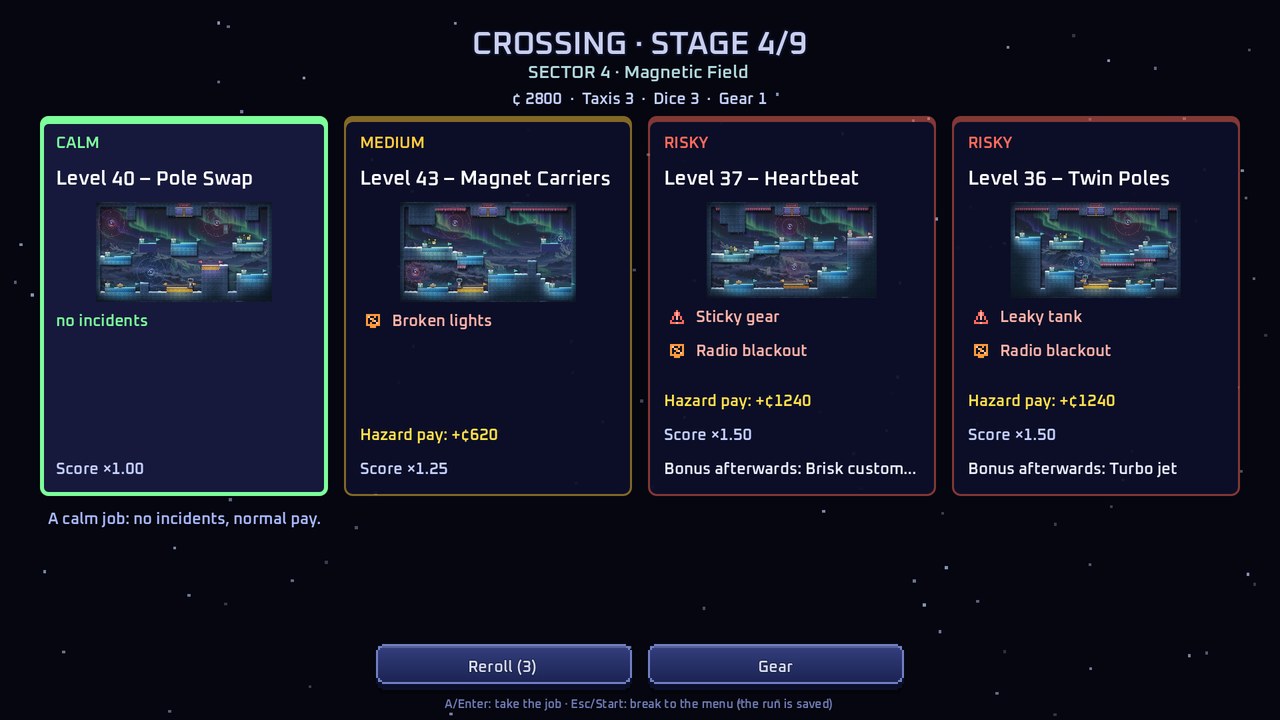 CROSSING · STAGE 4/9
SECTOR 4 · Magnetic Field
¢ 2800 · Taxis 3 · Dice 3 · Gear 1
CALM
Level 40 – Pole Swap
no incidents
Score ×1.00
A calm job: no incidents, normal pay.
MEDIUM
Level 43 – Magnet Carriers
Broken lights
Hazard pay: +¢620
Score ×1.25
RISKY
Level 37 – Heartbeat
Sticky gear
Radio blackout
Hazard pay: +¢1240
Score ×1.50
Bonus afterwards: Brisk custom...
RISKY
Level 36 – Twin Poles
Leaky tank
Radio blackout
Hazard pay: +¢1240
Score ×1.50
Bonus afterwards: Turbo jet
Reroll (3)
Gear
A/Enter: take the job · Esc/Start: break to the menu (the run is saved)